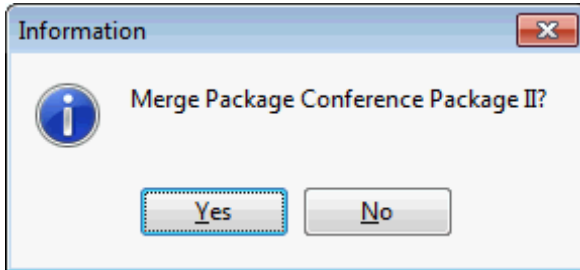 Information
Merge Package Conference Package II?
Yes
No